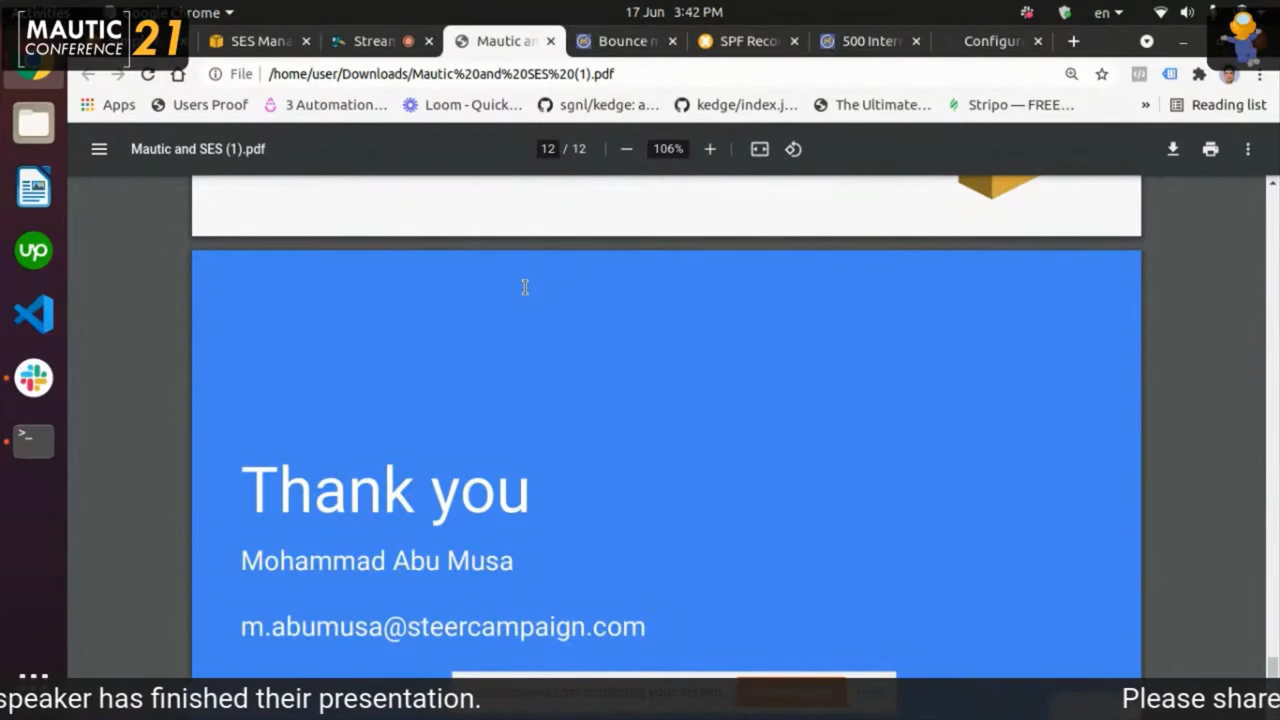 Chrome
17 Jun 3:42 PM
en
MAUTIC
CONFERENCE
21
SES Mana
Stream
Mautic an
Bounce m
SPF Reco
500 Inter
Configur
File
/home/user/Downloads/Mautic%20and%20SES%20(1).pdf
Apps
Users Proof
3 Automation...
Loom - Quick...
sgnl/kedge: a...
kedge/index.j...
The Ultimate...
Stripo — FREE...
»
Reading list
Mautic and SES (1).pdf
12 / 12
106%
up
>_
Thank you
Mohammad Abu Musa
m.abumusa@steercampaign.com
speaker has finished their presentation.
Please share